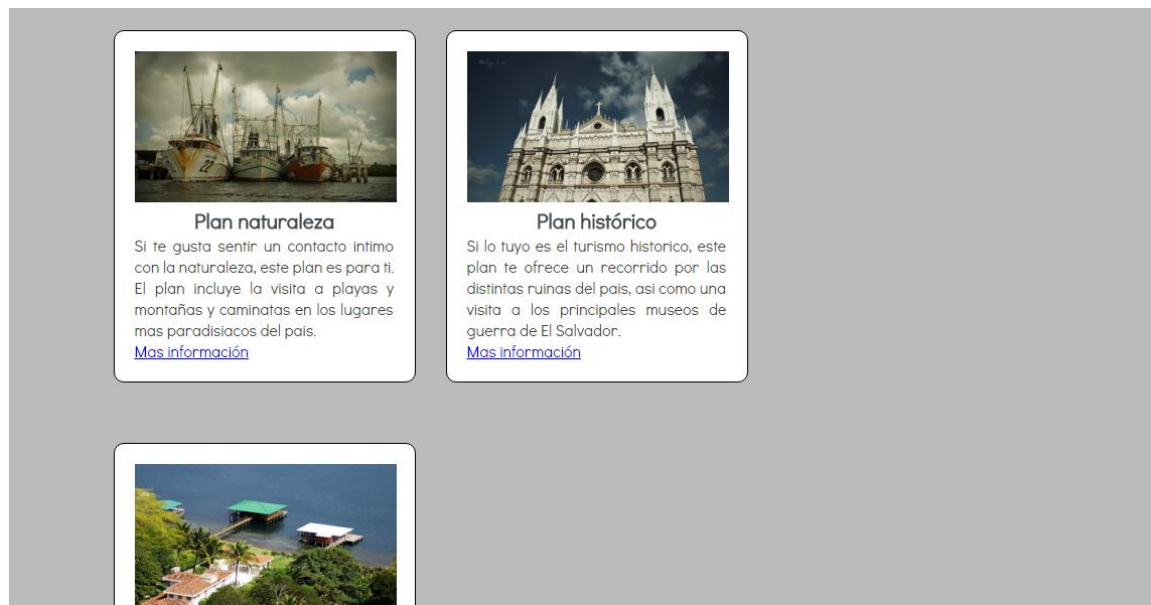 Plan naturaleza
Si te gusta sentir un contacto intimo
con la naturaleza, este plan es para ti.
El plan incluye la visita a playas y
montañas y caminatas en los lugares
mas paradisiacos del pais.
Mas información
Plan histórico
Si lo tuyo es el turismo historico, este
plan te ofrece un recorrido por las
distintas ruinas del pais, asi como una
visita a los principales museos de
guerra de El Salvador.
Mas información
22